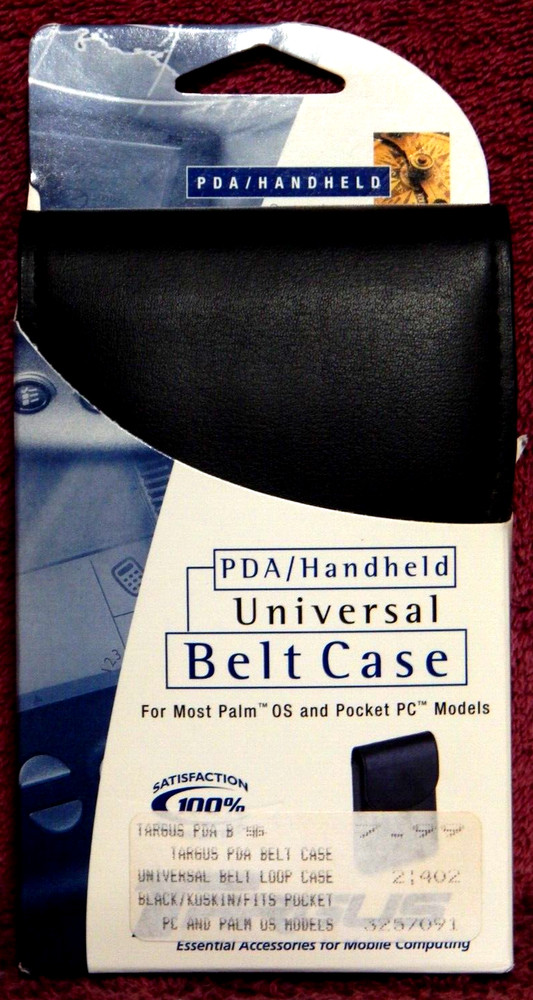 PDA/HANDHELD
PDA/Handheld
Universal
Belt Case
For Most Palm™ OS and Pocket PC™ Models
SATISFACTION
100%
TARGUS PDA B
TARGUS PDA BELT CASE
UNIVERSAL BELT LOOP CASE 2|402
BLACK/KOSKIN/FITS POCKET
PC AND PALM OS MODELS 3257091
Essential Accessories for Mobile Computing